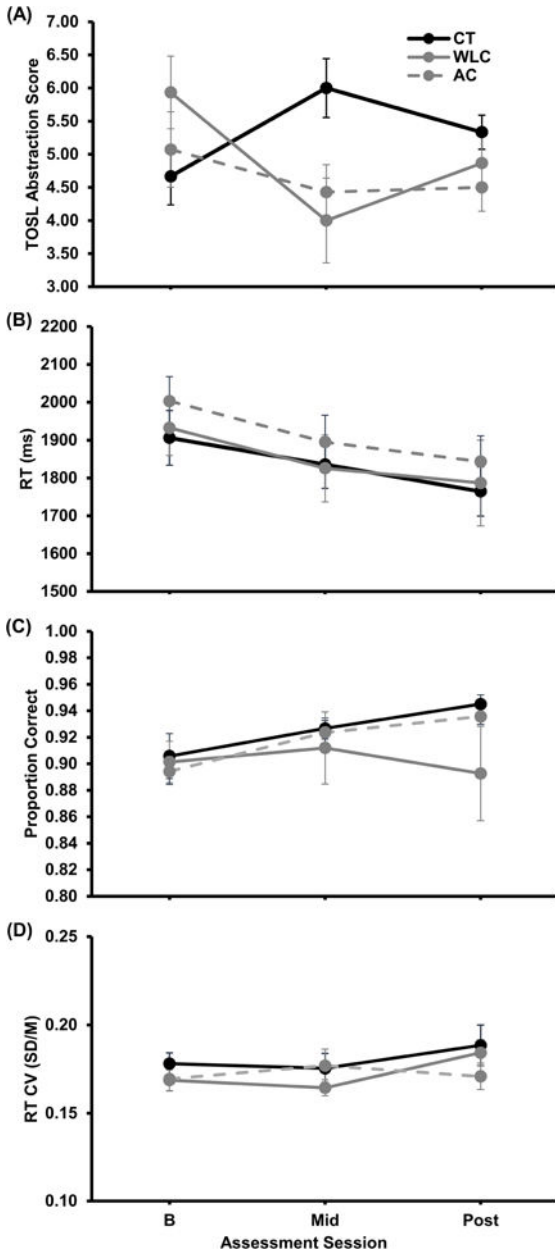 (A)
7.00
6.50
6.00
5.50
5.00
4.50
4.00
3.50
3.00
TOSL Abstraction Score
CT
WLC
AC
(B)
2200
2100
2000
1900
1800
1700
1600
1500
RT (ms)
(C)
1.00
0.98
0.96
0.94
0.92
0.90
0.88
0.86
0.84
0.82
0.80
Proportion Correct
(D)
0.25
0.20
0.15
0.10
RT CV (SD/M)
B Mid Post
Assessment Session